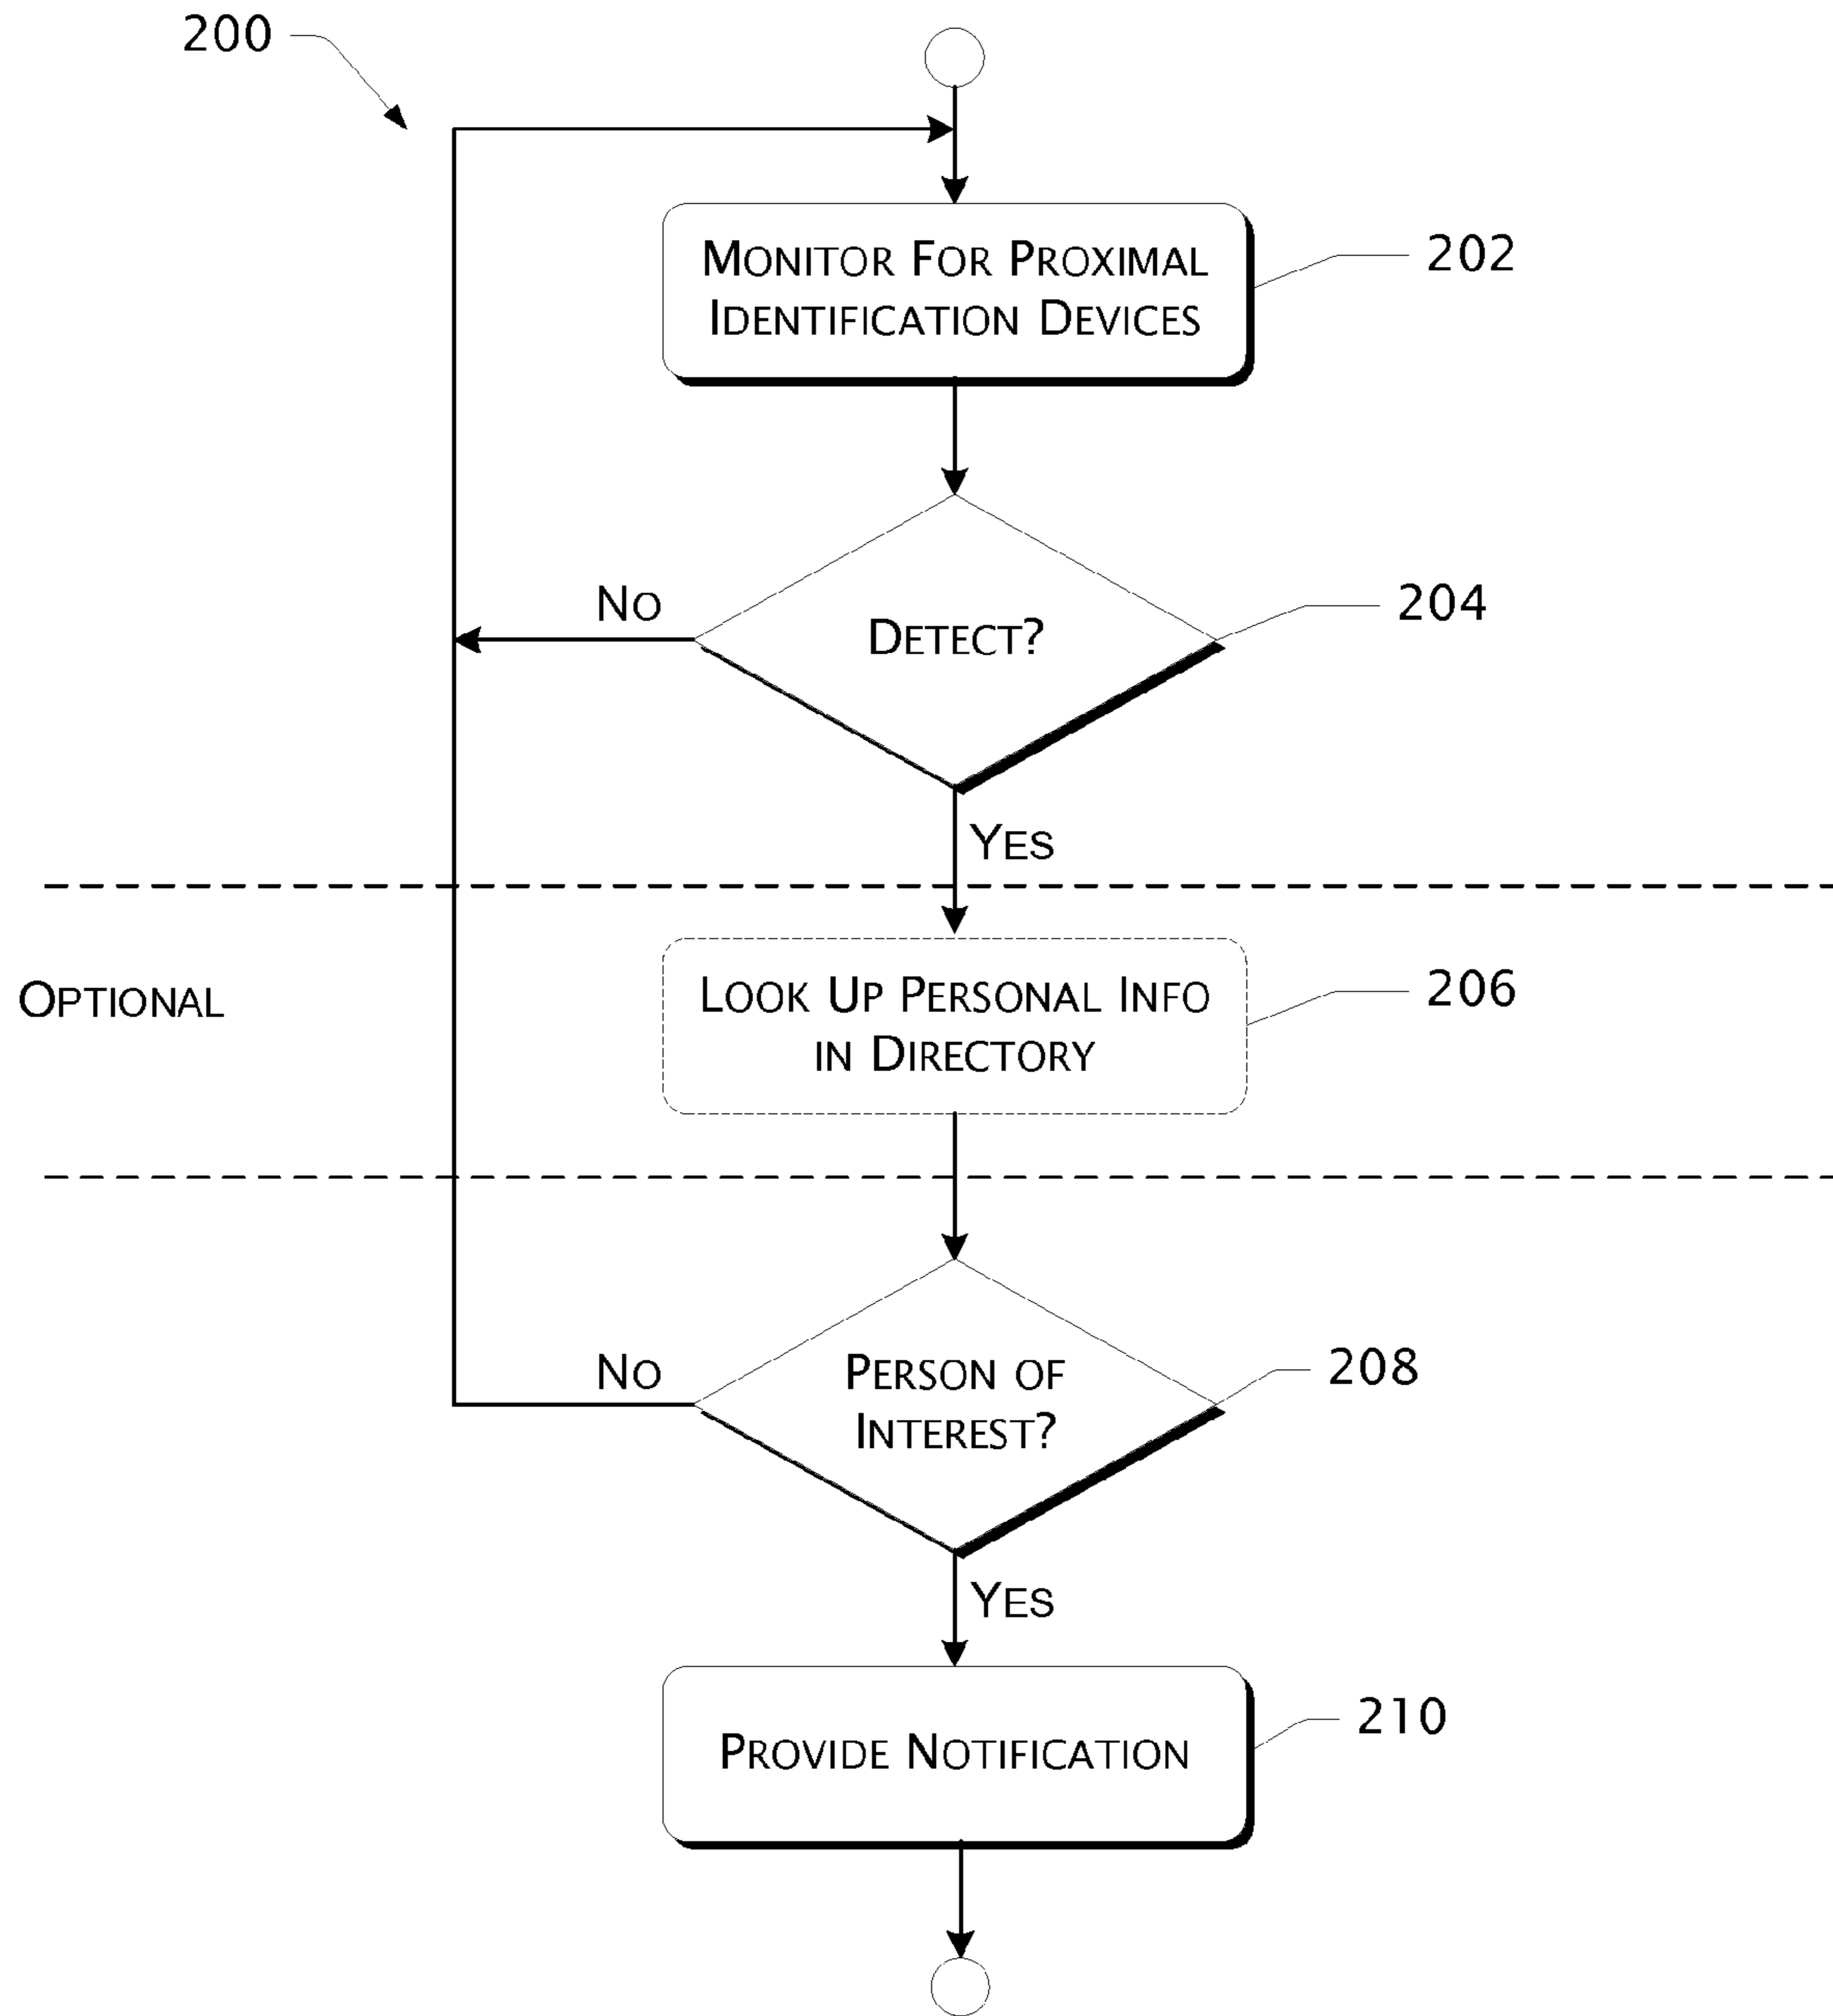 200
Monitor For Proximal
Identification Devices
202
Detect?
204
No
Yes
Optional
Look Up Personal Info
in Directory
206
Person of
Interest?
208
No
Yes
Provide Notification
210